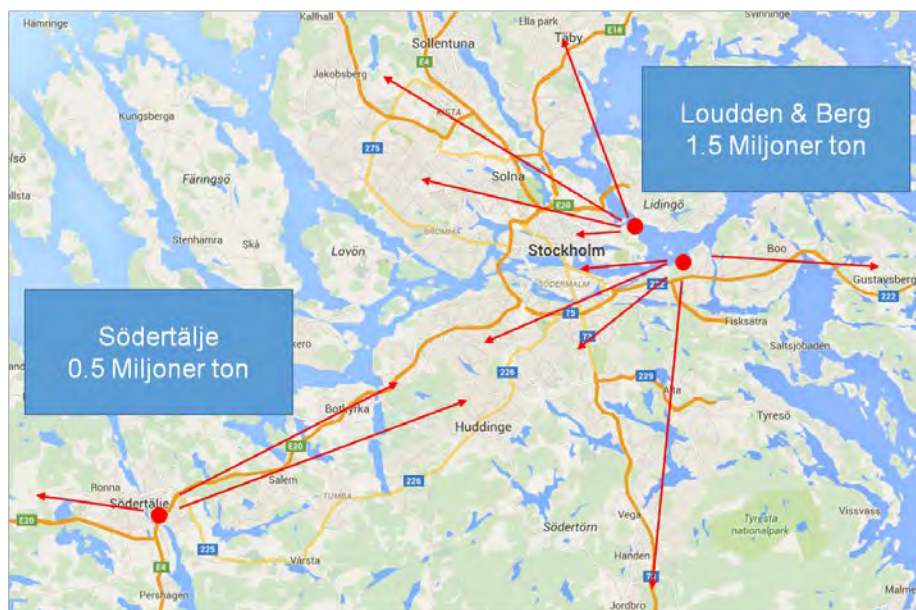 Hämringe
Kallhall
Ella park
E18
Svinninge
Sollentuna
Täby
E4
Jakobsberg
KISTA
Kungsberga
275
Färingsö
Solna
Loudden & Berg
1.5 Miljoner ton
Lidingö
E20
BROMMA
Stenhamra
Skå
Lovön
Stockholm
Boo
Gustavsberg
222
SÖDERMALM
75
Fisksätra
Saltsjöbaden
Södertälje
0.5 Miljoner ton
226
229
Älta
Botkyrka
Tyresö
Huddinge
E20
Ronna
Salem
226
Södertälje
TUMBA
E20
Vega
Tyresta
nationalpark
Vissvass
Södertörn
225
Vårsta
Handen
E4
Pershagen
Jordbro